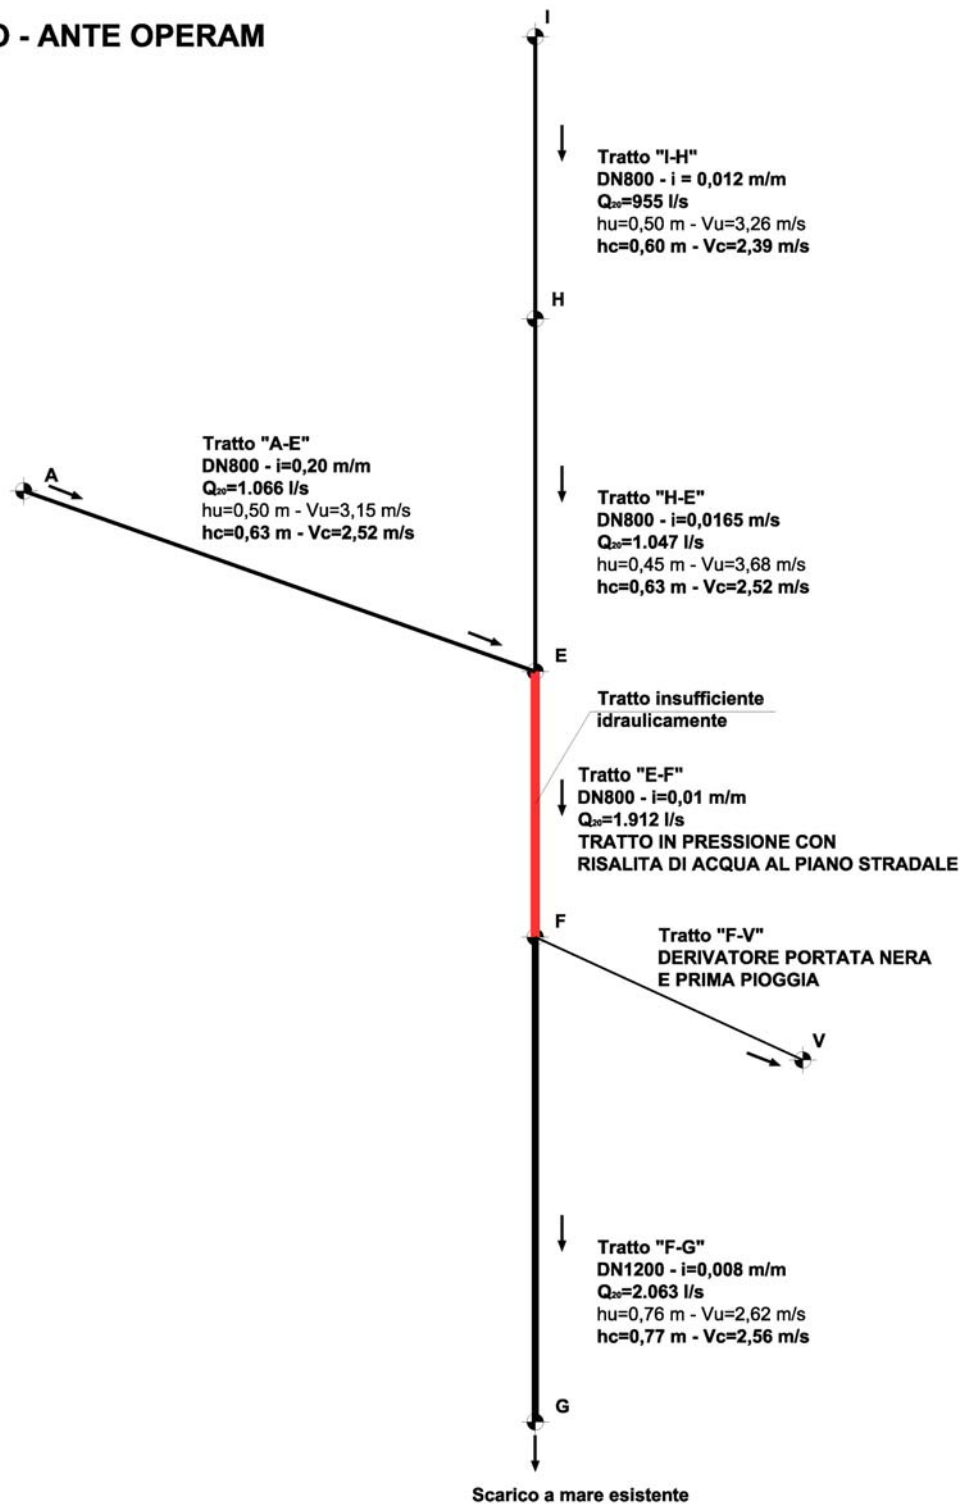 O - ANTE OPERAM
I
Tratto "I-H"
DN800 - i = 0,012 m/m
Q₂₀=955 l/s
hu=0,50 m - Vu=3,26 m/s
hc=0,60 m - Vc=2,39 m/s
H
Tratto "A-E"
DN800 - i=0,20 m/m
Q₂₀=1.066 l/s
hu=0,50 m - Vu=3,15 m/s
hc=0,63 m - Vc=2,52 m/s
A
Tratto "H-E"
DN800 - i=0,0165 m/s
Q₂₀=1.047 l/s
hu=0,45 m - Vu=3,68 m/s
hc=0,63 m - Vc=2,52 m/s
E
Tratto insufficiente
idraulicamente
Tratto "E-F"
DN800 - i=0,01 m/m
Q₂₀=1.912 l/s
TRATTO IN PRESSIONE CON
RISALITA DI ACQUA AL PIANO STRADALE
F
Tratto "F-V"
DERIVATORE PORTATA NERA
E PRIMA PIOGGIA
V
Tratto "F-G"
DN1200 - i=0,008 m/m
Q₂₀=2.063 l/s
hu=0,76 m - Vu=2,62 m/s
hc=0,77 m - Vc=2,56 m/s
G
Scarico a mare esistente